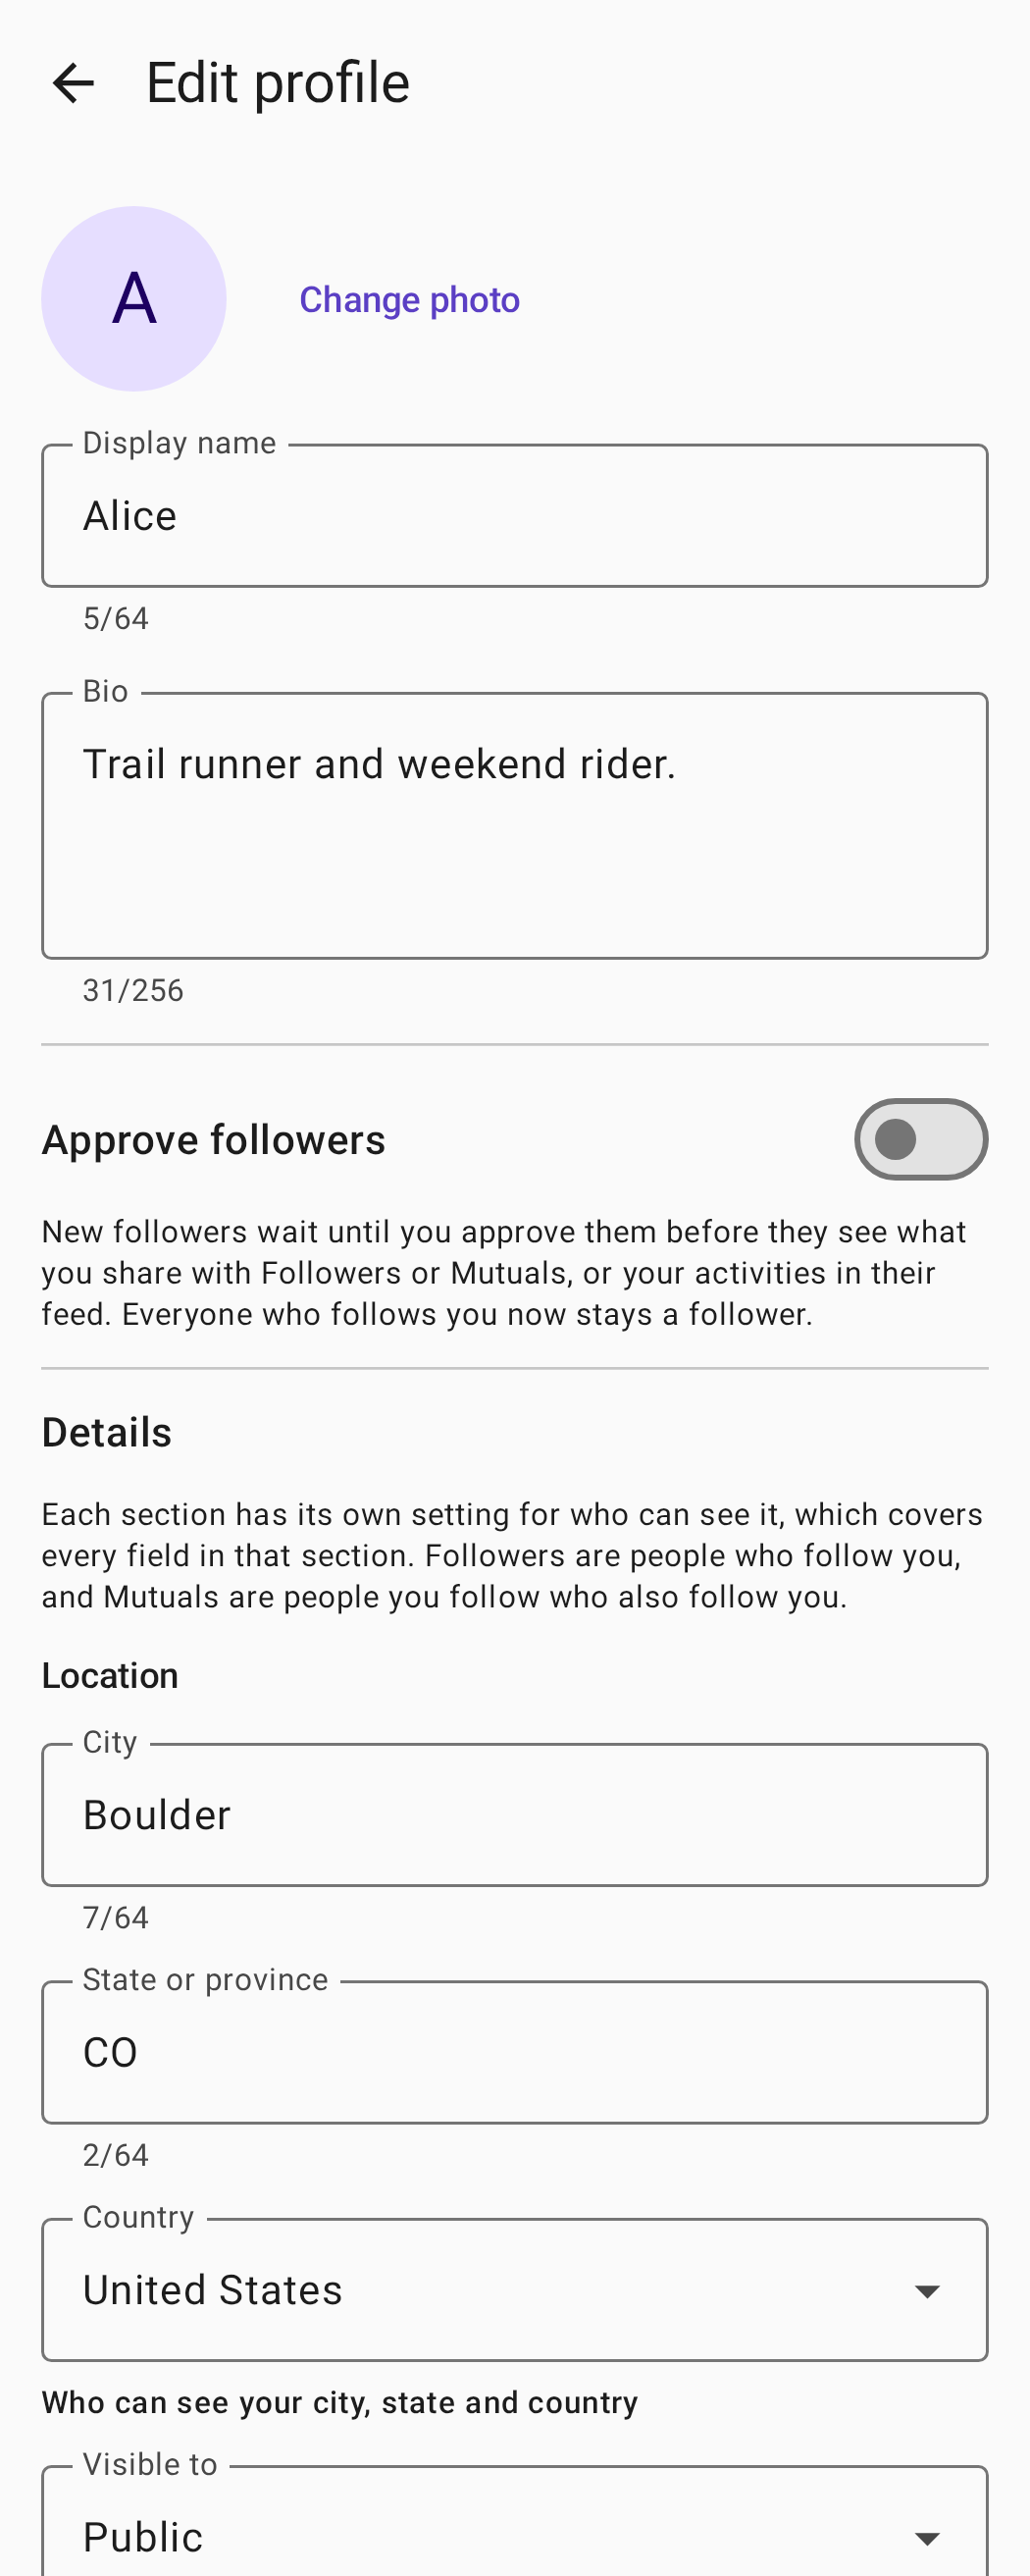 Edit profile
A
Change photo
Display name
Alice
5/64
Bio
Trail runner and weekend rider.
31/256
Approve followers
New followers wait until you approve them before they see what
you share with Followers or Mutuals, or your activities in their
feed. Everyone who follows you now stays a follower.
Details
Each section has its own setting for who can see it, which covers
every field in that section. Followers are people who follow you,
and Mutuals are people you follow who also follow you.
Location
City
Boulder
7/64
State or province
CO
2/64
Country
United States
Who can see your city, state and country
Visible to
Public